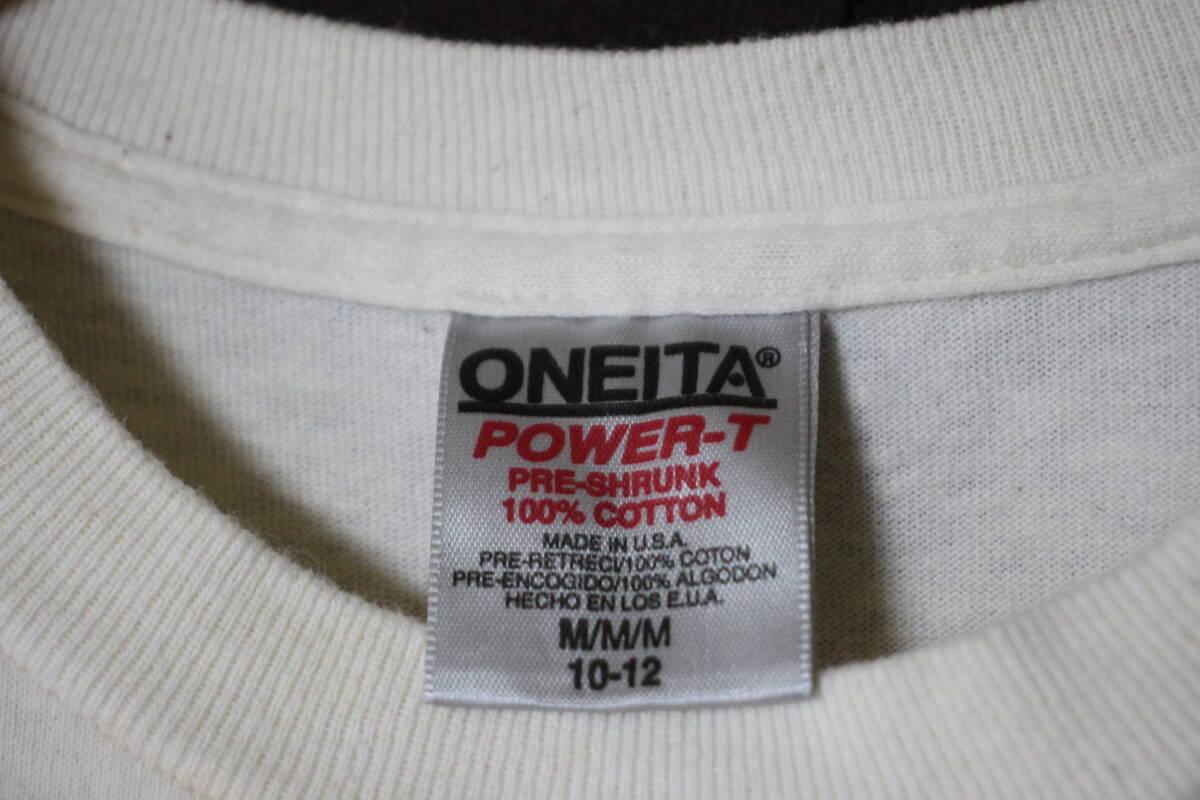 ONEITA®
POWER-T
PRE-SHRUNK
100% COTTON
MADE IN U.S.A.
PRE-RETRECI/100% COTON
PRE-ENCOGIDO/100% ALGODON
HECHO EN LOS E.U.A.
M/M/M
10-12